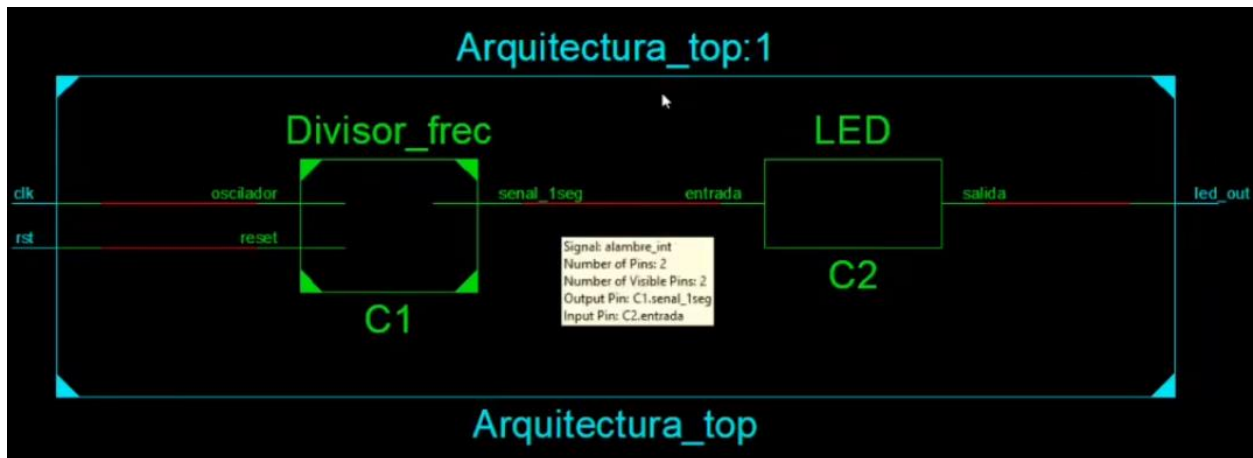 Arquitectura_top:1
Divisor_frec
LED
clk
oscilador
senal_1seg
entrada
salida
led_out
rst
reset
Signal: alambre_int
Number of Pins: 2
Number of Visible Pins: 2
Output Pin: C1.senal_1seg
Input Pin: C2.entrada
C2
C1
Arquitectura_top